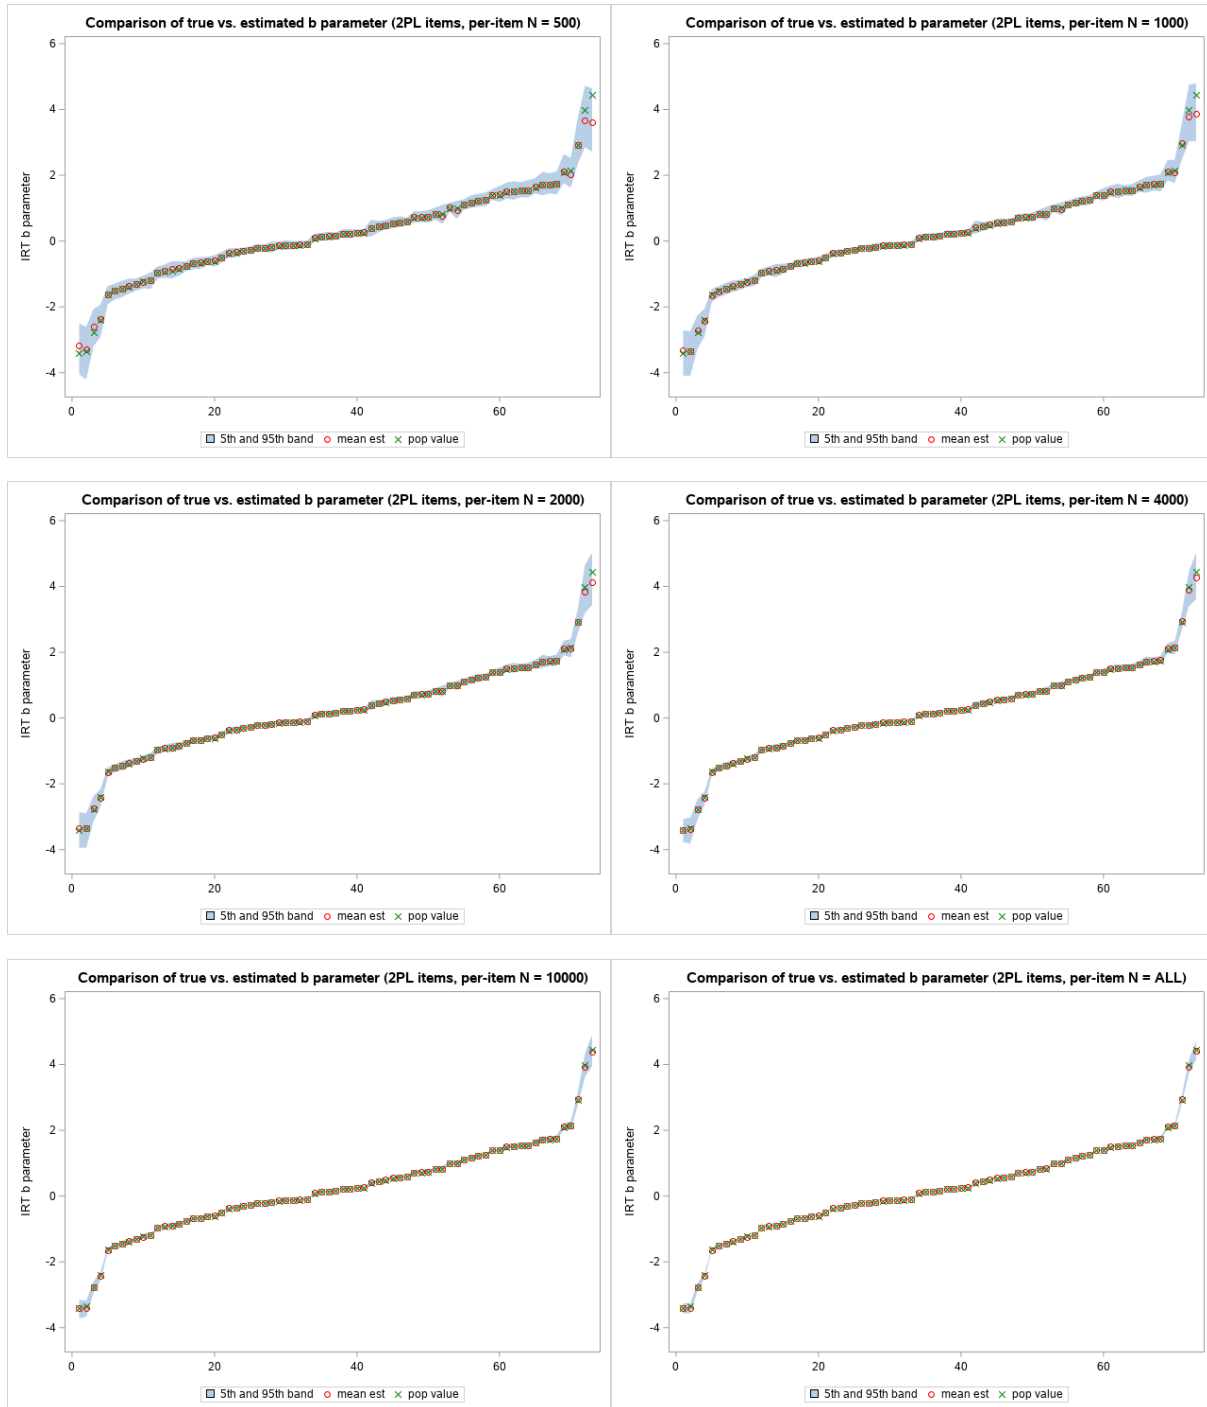 Comparison of true vs. estimated b parameter (2PL items, per-item N = 500)
6
4
2
0
-2
-4
IRT b parameter
0 20 40 60
5th and 95th band mean est pop value
Comparison of true vs. estimated b parameter (2PL items, per-item N = 1000)
6
4
2
0
-2
-4
IRT b parameter
0 20 40 60
5th and 95th band mean est pop value
Comparison of true vs. estimated b parameter (2PL items, per-item N = 2000)
6
4
2
0
-2
-4
IRT b parameter
0 20 40 60
5th and 95th band mean est pop value
Comparison of true vs. estimated b parameter (2PL items, per-item N = 4000)
6
4
2
0
-2
-4
IRT b parameter
0 20 40 60
5th and 95th band mean est pop value
Comparison of true vs. estimated b parameter (2PL items, per-item N = 10000)
6
4
2
0
-2
-4
IRT b parameter
0 20 40 60
5th and 95th band mean est pop value
Comparison of true vs. estimated b parameter (2PL items, per-item N = ALL)
6
4
2
0
-2
-4
IRT b parameter
0 20 40 60
5th and 95th band mean est pop value